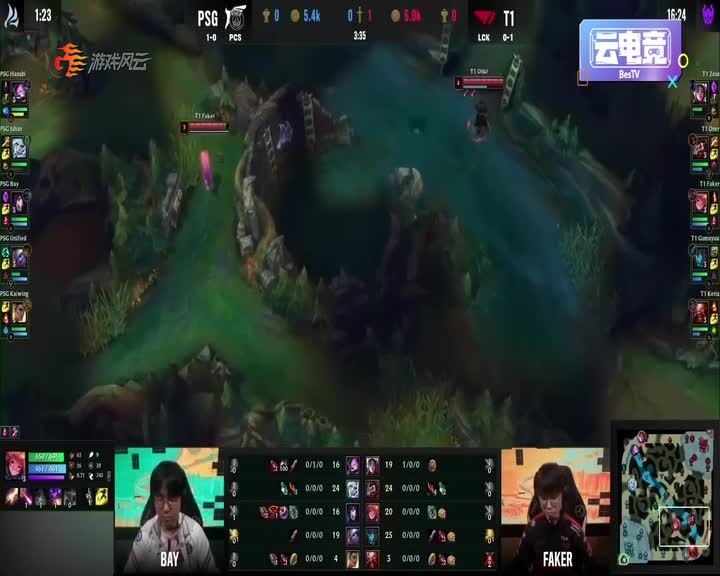 1:23
PSG
1-0 PCS
0 5.4k 0 1 6.0k 0
3:35
T1
LCK 0-1
16:24
游戏风云
云电竞
BesTV
PSG Hanabi
PSG Juhan
PSG Bay
PSG Unified
PSG Kaiwing
T1 Zeus
T1 Oner
T1 Faker
T1 Gumayusi
T1 Keria
T1 Faker
T1 Oner
0/1/0 16 19 1/0/0
0/0/0 24 24 0/0/0
0/0/0 16 20 0/0/0
0/0/0 19 25 0/0/0
0/0/0 4 3 0/0/0
BAY
FAKER